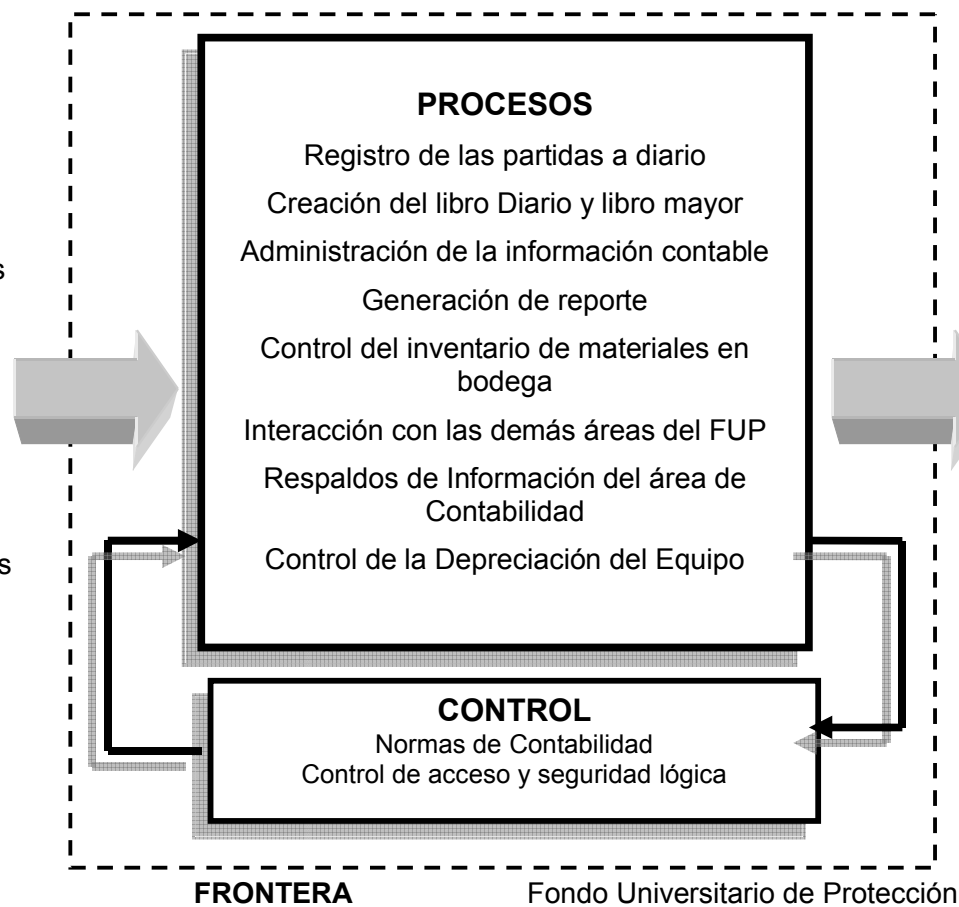 PROCESOS
Registro de las partidas a diario
Creación del libro Diario y libro mayor
Administración de la información contable
Generación de reporte
Control del inventario de materiales en
bodega
Interacción con las demás áreas del FUP
Respaldos de Información del área de
Contabilidad
Control de la Depreciación del Equipo
CONTROL
Normas de Contabilidad
Control de acceso y seguridad lógica
FRONTERA Fondo Universitario de Protección